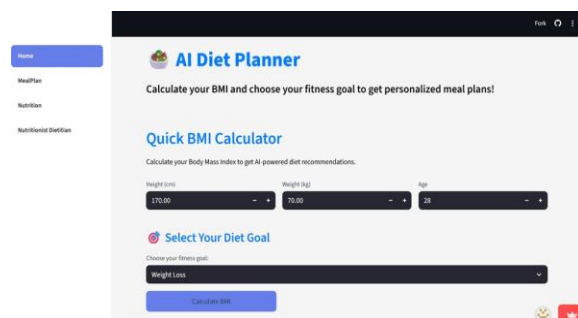 Fork
Home
MealPlan
Nutrition
Nutritionist Dietitian
AI Diet Planner
Calculate your BMI and choose your fitness goal to get personalized meal plans!
Quick BMI Calculator
Calculate your Body Mass Index to get AI-powered diet recommendations.
Height (cm) Weight (kg) Age
170.00 - + 70.00 - + 28 - +
Select Your Diet Goal
Choose your fitness goal:
Weight Loss
Calculate BMI